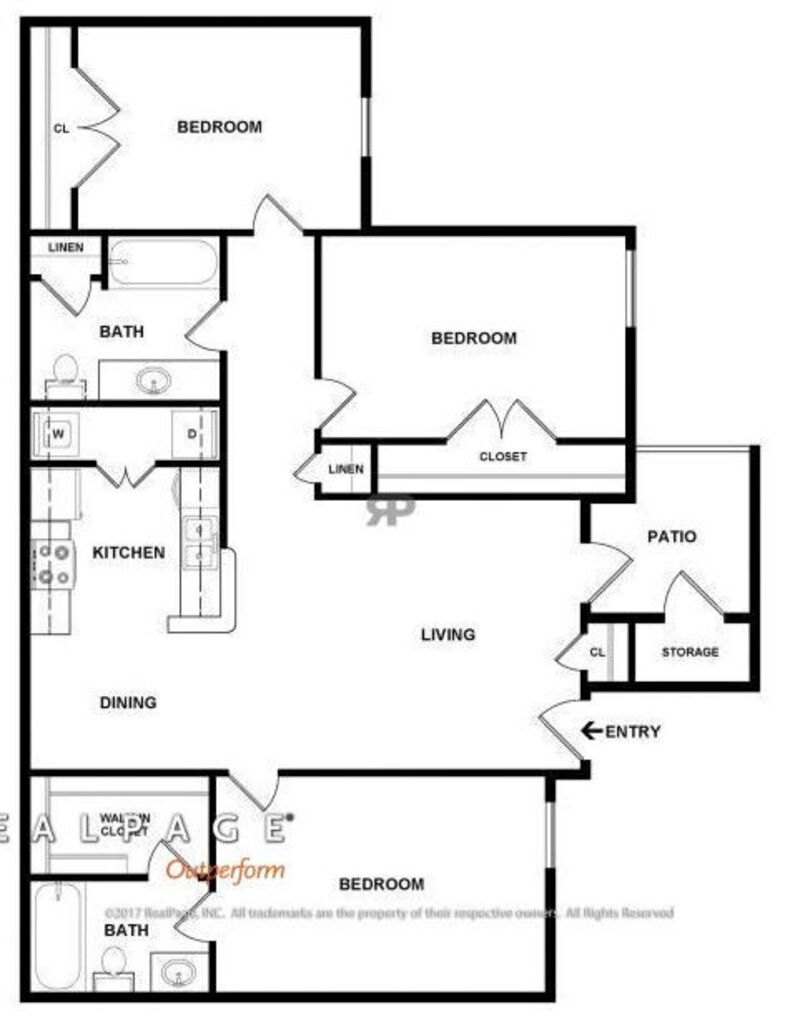 CL
BEDROOM
LINEN
BATH
BEDROOM
W
D
LINEN
CLOSET
KITCHEN
PATIO
LIVING
CL
STORAGE
DINING
ENTRY
WALK-IN
CLOSET
EALPAGE
Outperform
BEDROOM
©2017 RealPage, INC. All trademarks are the property of their respective owners. All Rights Reserved
BATH
RP